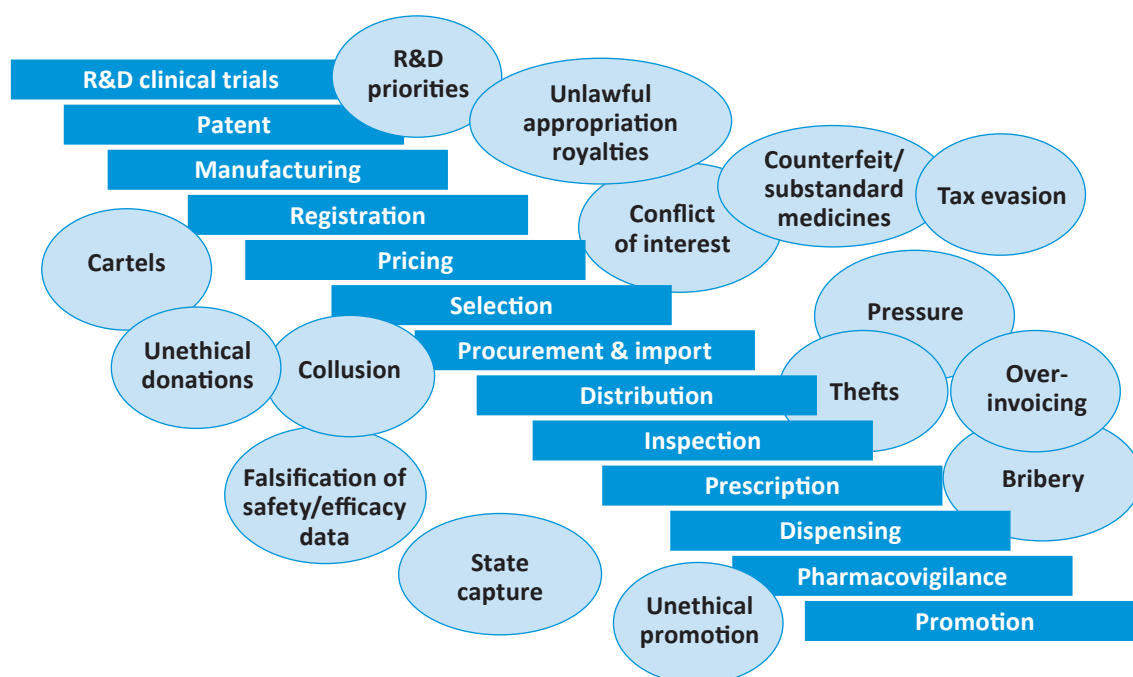 R&D clinical trials
R&D
priorities
Patent
Unlawful
appropriation
royalties
Manufacturing
Counterfeit/
substandard
medicines
Tax evasion
Registration
Conflict
of interest
Cartels
Pricing
Selection
Pressure
Unethical
donations
Collusion
Procurement & import
Distribution
Thefts
Over-
invoicing
Inspection
Falsification of
safety/efficacy
data
Prescription
Bribery
Dispensing
State
capture
Pharmacovigilance
Unethical
promotion
Promotion